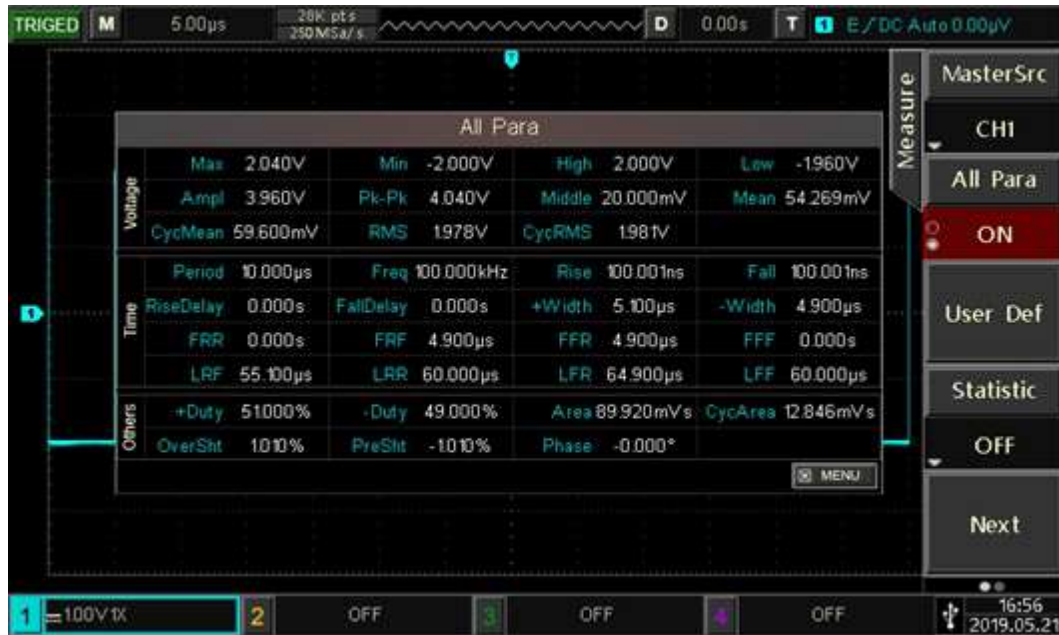 TRIGED M 5.00μs 28K pts 250MSa/s D 0.00s T 1 E DC Auto 0.00μV
Measure
MasterSrc
CH1
All Para
ON
User Def
Statistic
OFF
Next
All Para
Voltage
Max 2.040V Min -2.000V High 2.000V Low -1.960V
Ampl 3.960V Pk-Pk 4.040V Middle 20.000mV Mean 54.269mV
CycMean 59.600mV RMS 1.978V CycRMS 1.981V
Time
Period 10.000μs Freq 100.000kHz Rise 100.001ns Fall 100.001ns
RiseDelay 0.000s FallDelay 0.000s +Width 5.100μs -Width 4.900μs
FRR 0.000s FRF 4.900μs FFR 4.900μs FFF 0.000s
LRF 55.100μs LRR 60.000μs LFR 64.900μs LFF 60.000μs
Others
+Duty 51.000% -Duty 49.000% Area 89.920mVs CycArea 12.846mVs
OverSht 1.010% PreSht -1.010% Phase -0.000°
MENU
T
1
1 1.00V 1X 2 OFF 3 OFF 4 OFF
16:56
2019.05.21